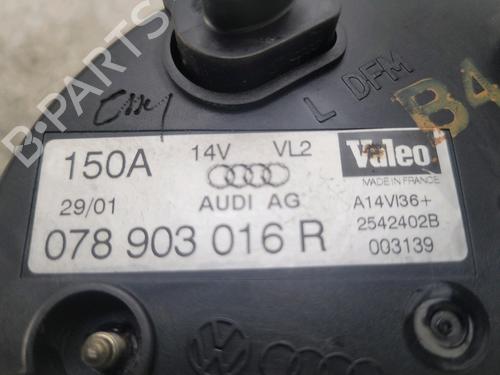 B-PARTS
L DFM
B4
150A 14V VL2 Valeo
MADE IN FRANCE
29/01 AUDI AG A14VI36+
078 903 016 R 2542402B
003139